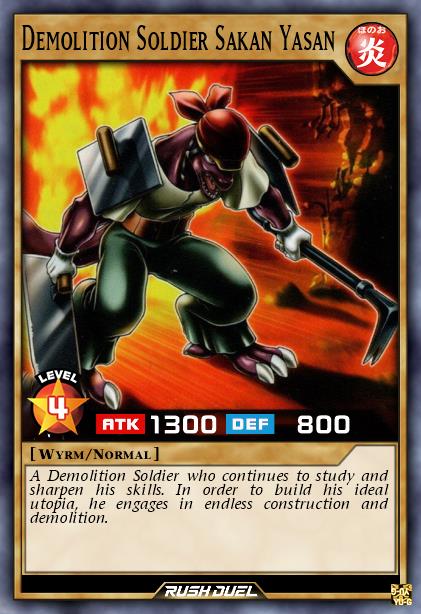 Demolition Soldier Sakan Yasan
ほのお
炎
LEVEL
4
ATK 1300 DEF 800
[Wyrm/Normal]
A Demolition Soldier who continues to study and
sharpen his skills. In order to build his ideal
utopia, he engages in endless construction and
demolition.
RUSH DUEL